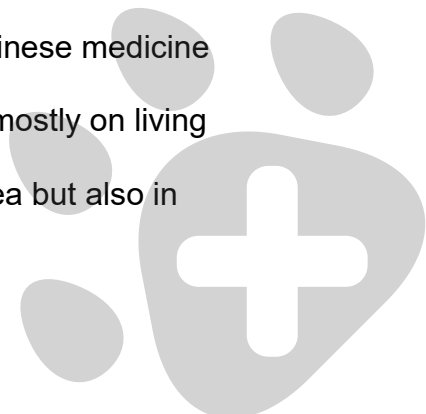 inese medicine
mostly on living
ea but also in